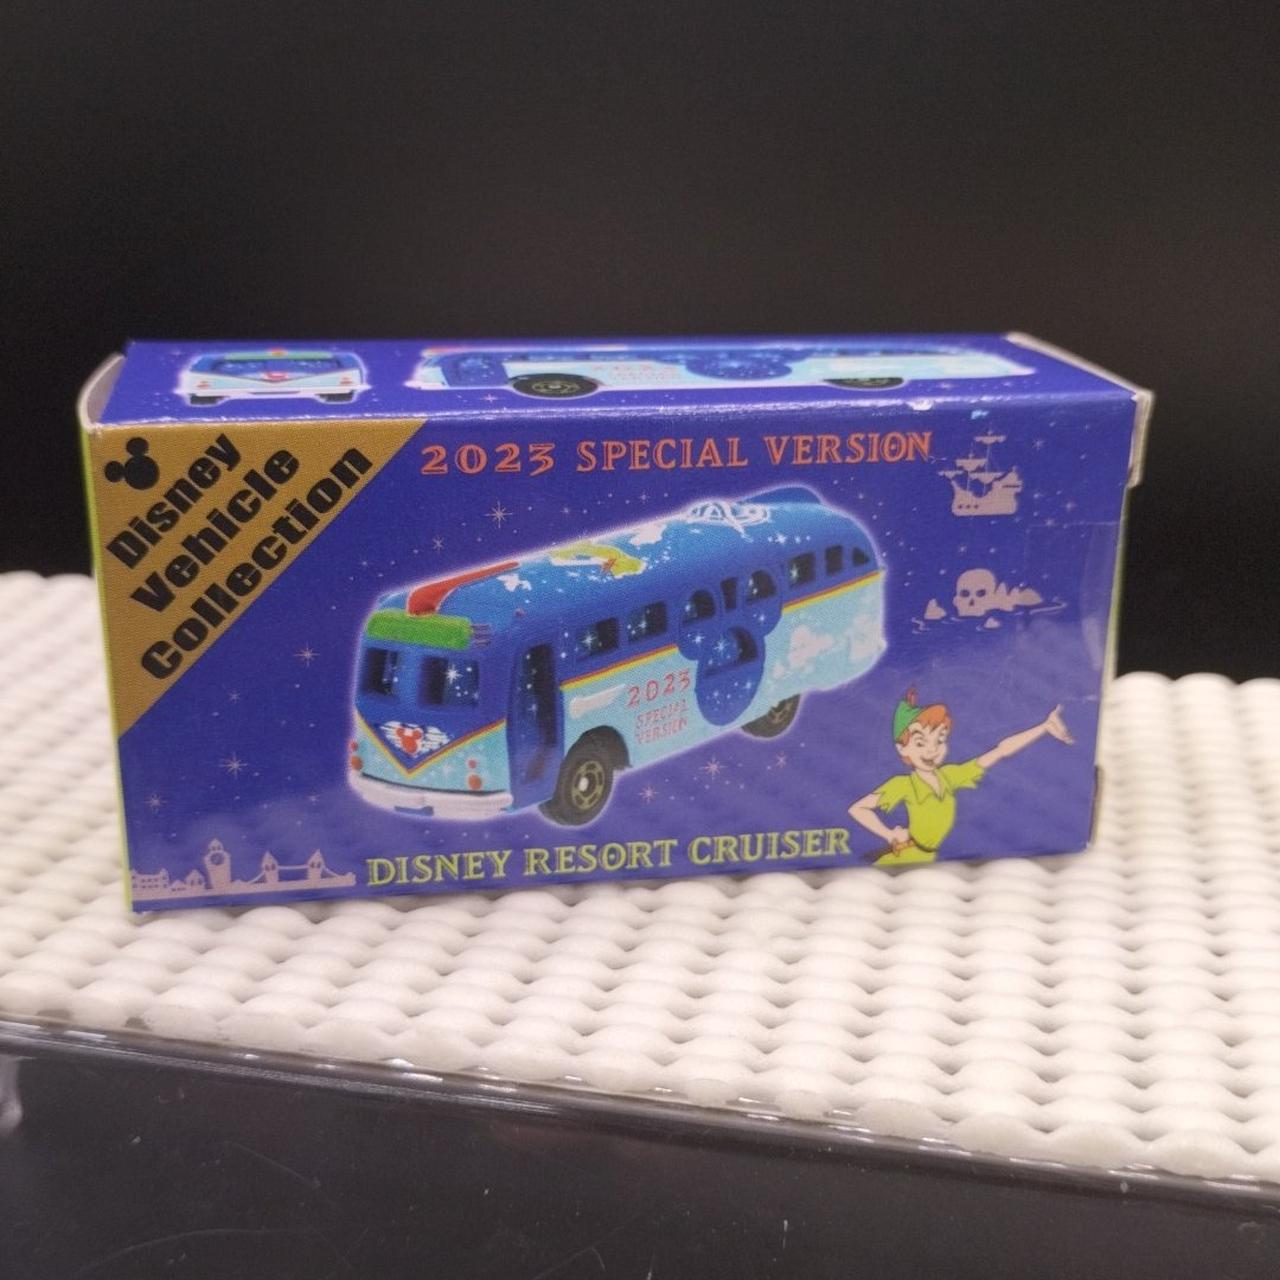 Disney
Vehicle
Collection
2023 SPECIAL VERSION
2023
SPECIAL
VERSION
DISNEY RESORT CRUISER